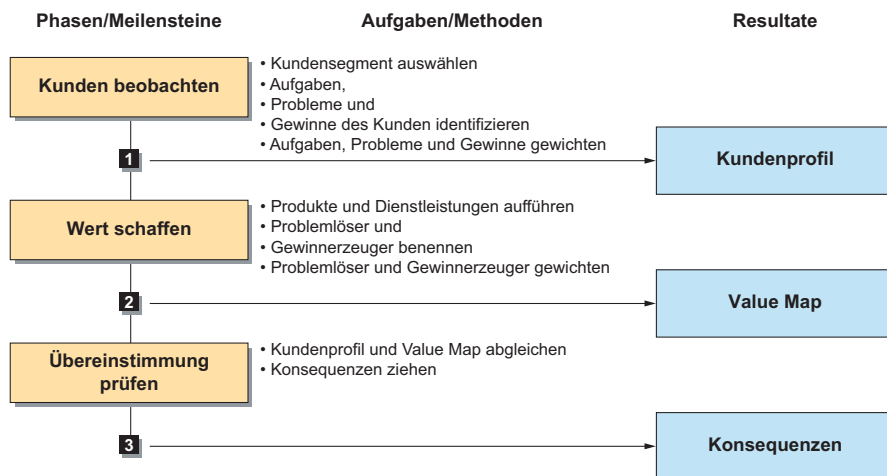 Phasen/Meilensteine
Aufgaben/Methoden
Resultate
Kunden beobachten
• Kundensegment auswählen
• Aufgaben,
• Probleme und
• Gewinne des Kunden identifizieren
• Aufgaben, Probleme und Gewinne gewichten
1
Kundenprofil
Wert schaffen
• Produkte und Dienstleistungen aufführen
• Problemlöser und
• Gewinnerzeuger benennen
• Problemlöser und Gewinnerzeuger gewichten
2
Value Map
Übereinstimmung
prüfen
• Kundenprofil und Value Map abgleichen
• Konsequenzen ziehen
3
Konsequenzen